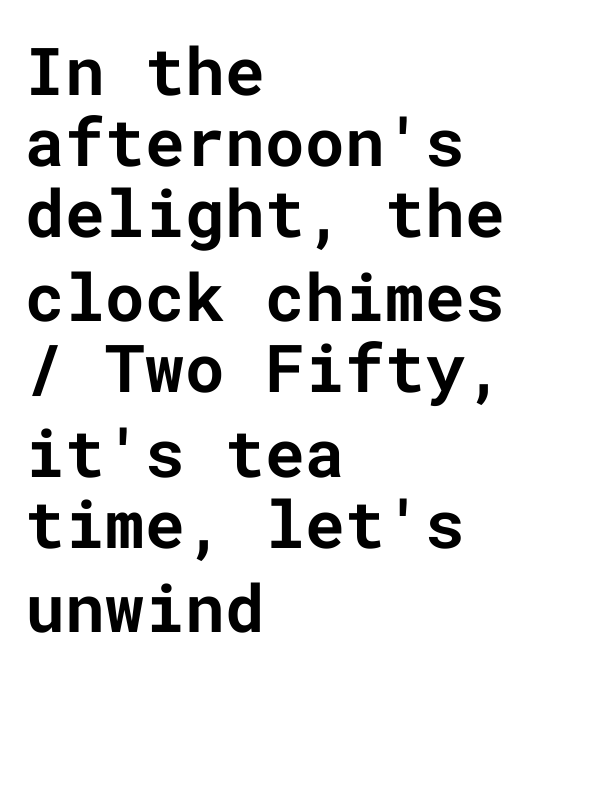 In the
afternoon's
delight, the
clock chimes
/ Two Fifty,
it's tea
time, let's
unwind